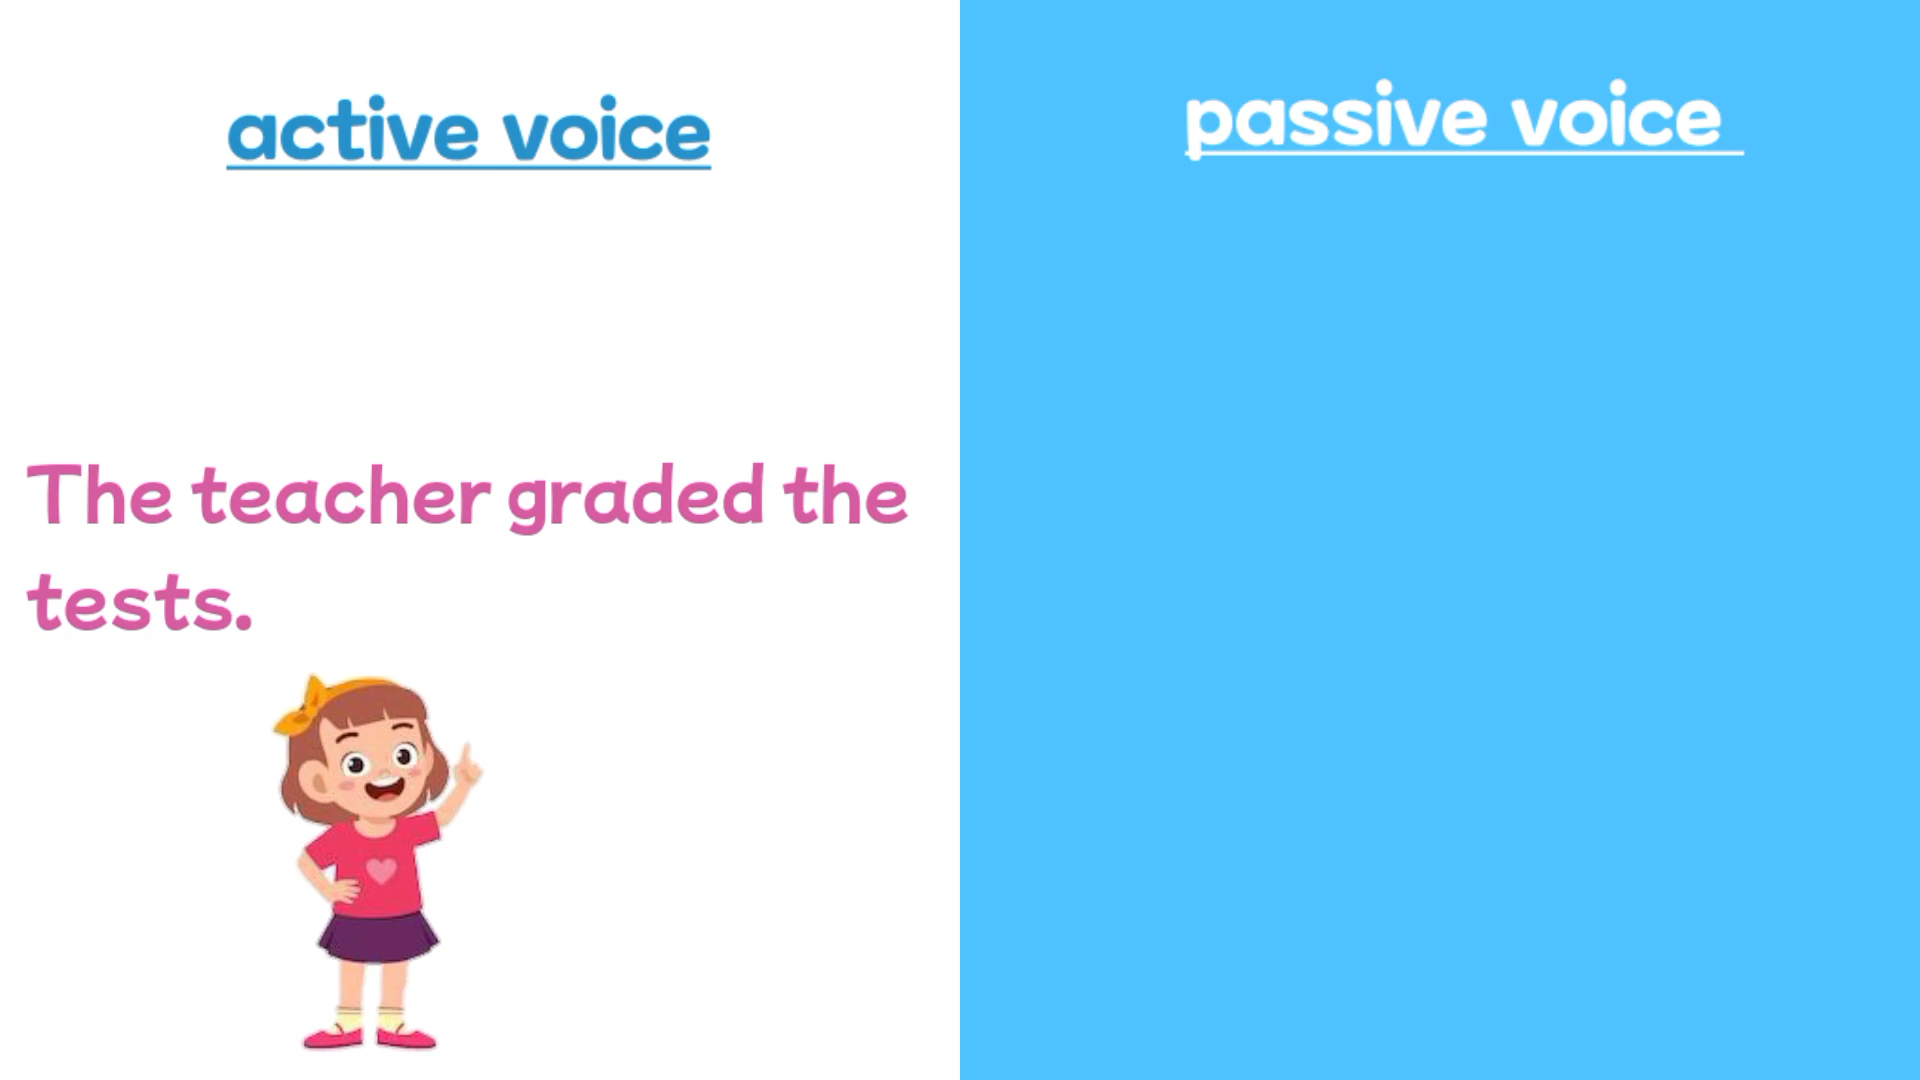 active voice
The teacher graded the
tests.
passive voice